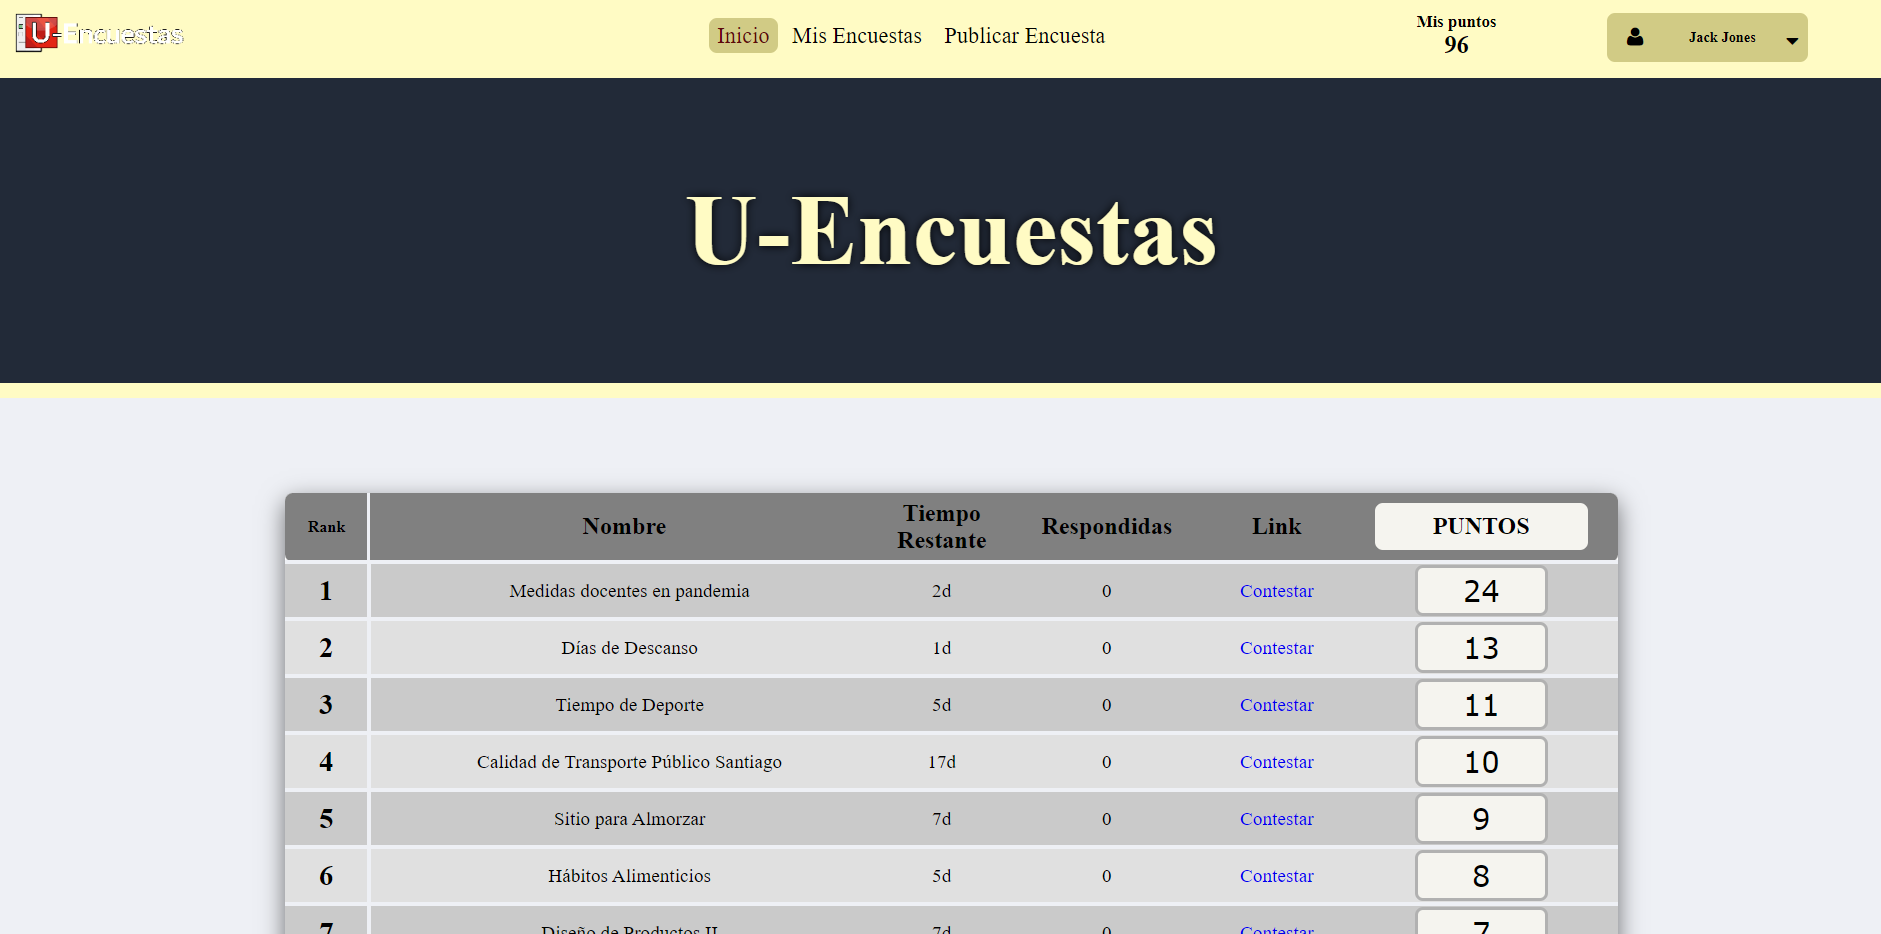 U-Encuestas
Inicio Mis Encuestas Publicar Encuesta
Mis puntos
96
Jack Jones
U-Encuestas
Rank Nombre Tiempo Restante Respondidas Link PUNTOS
1 Medidas docentes en pandemia 2d 0 Contestar 24
2 Días de Descanso 1d 0 Contestar 13
3 Tiempo de Deporte 5d 0 Contestar 11
4 Calidad de Transporte Público Santiago 17d 0 Contestar 10
5 Sitio para Almorzar 7d 0 Contestar 9
6 Hábitos Alimenticios 5d 0 Contestar 8
7 Diseño de Productos II 7d 0 Contestar 7